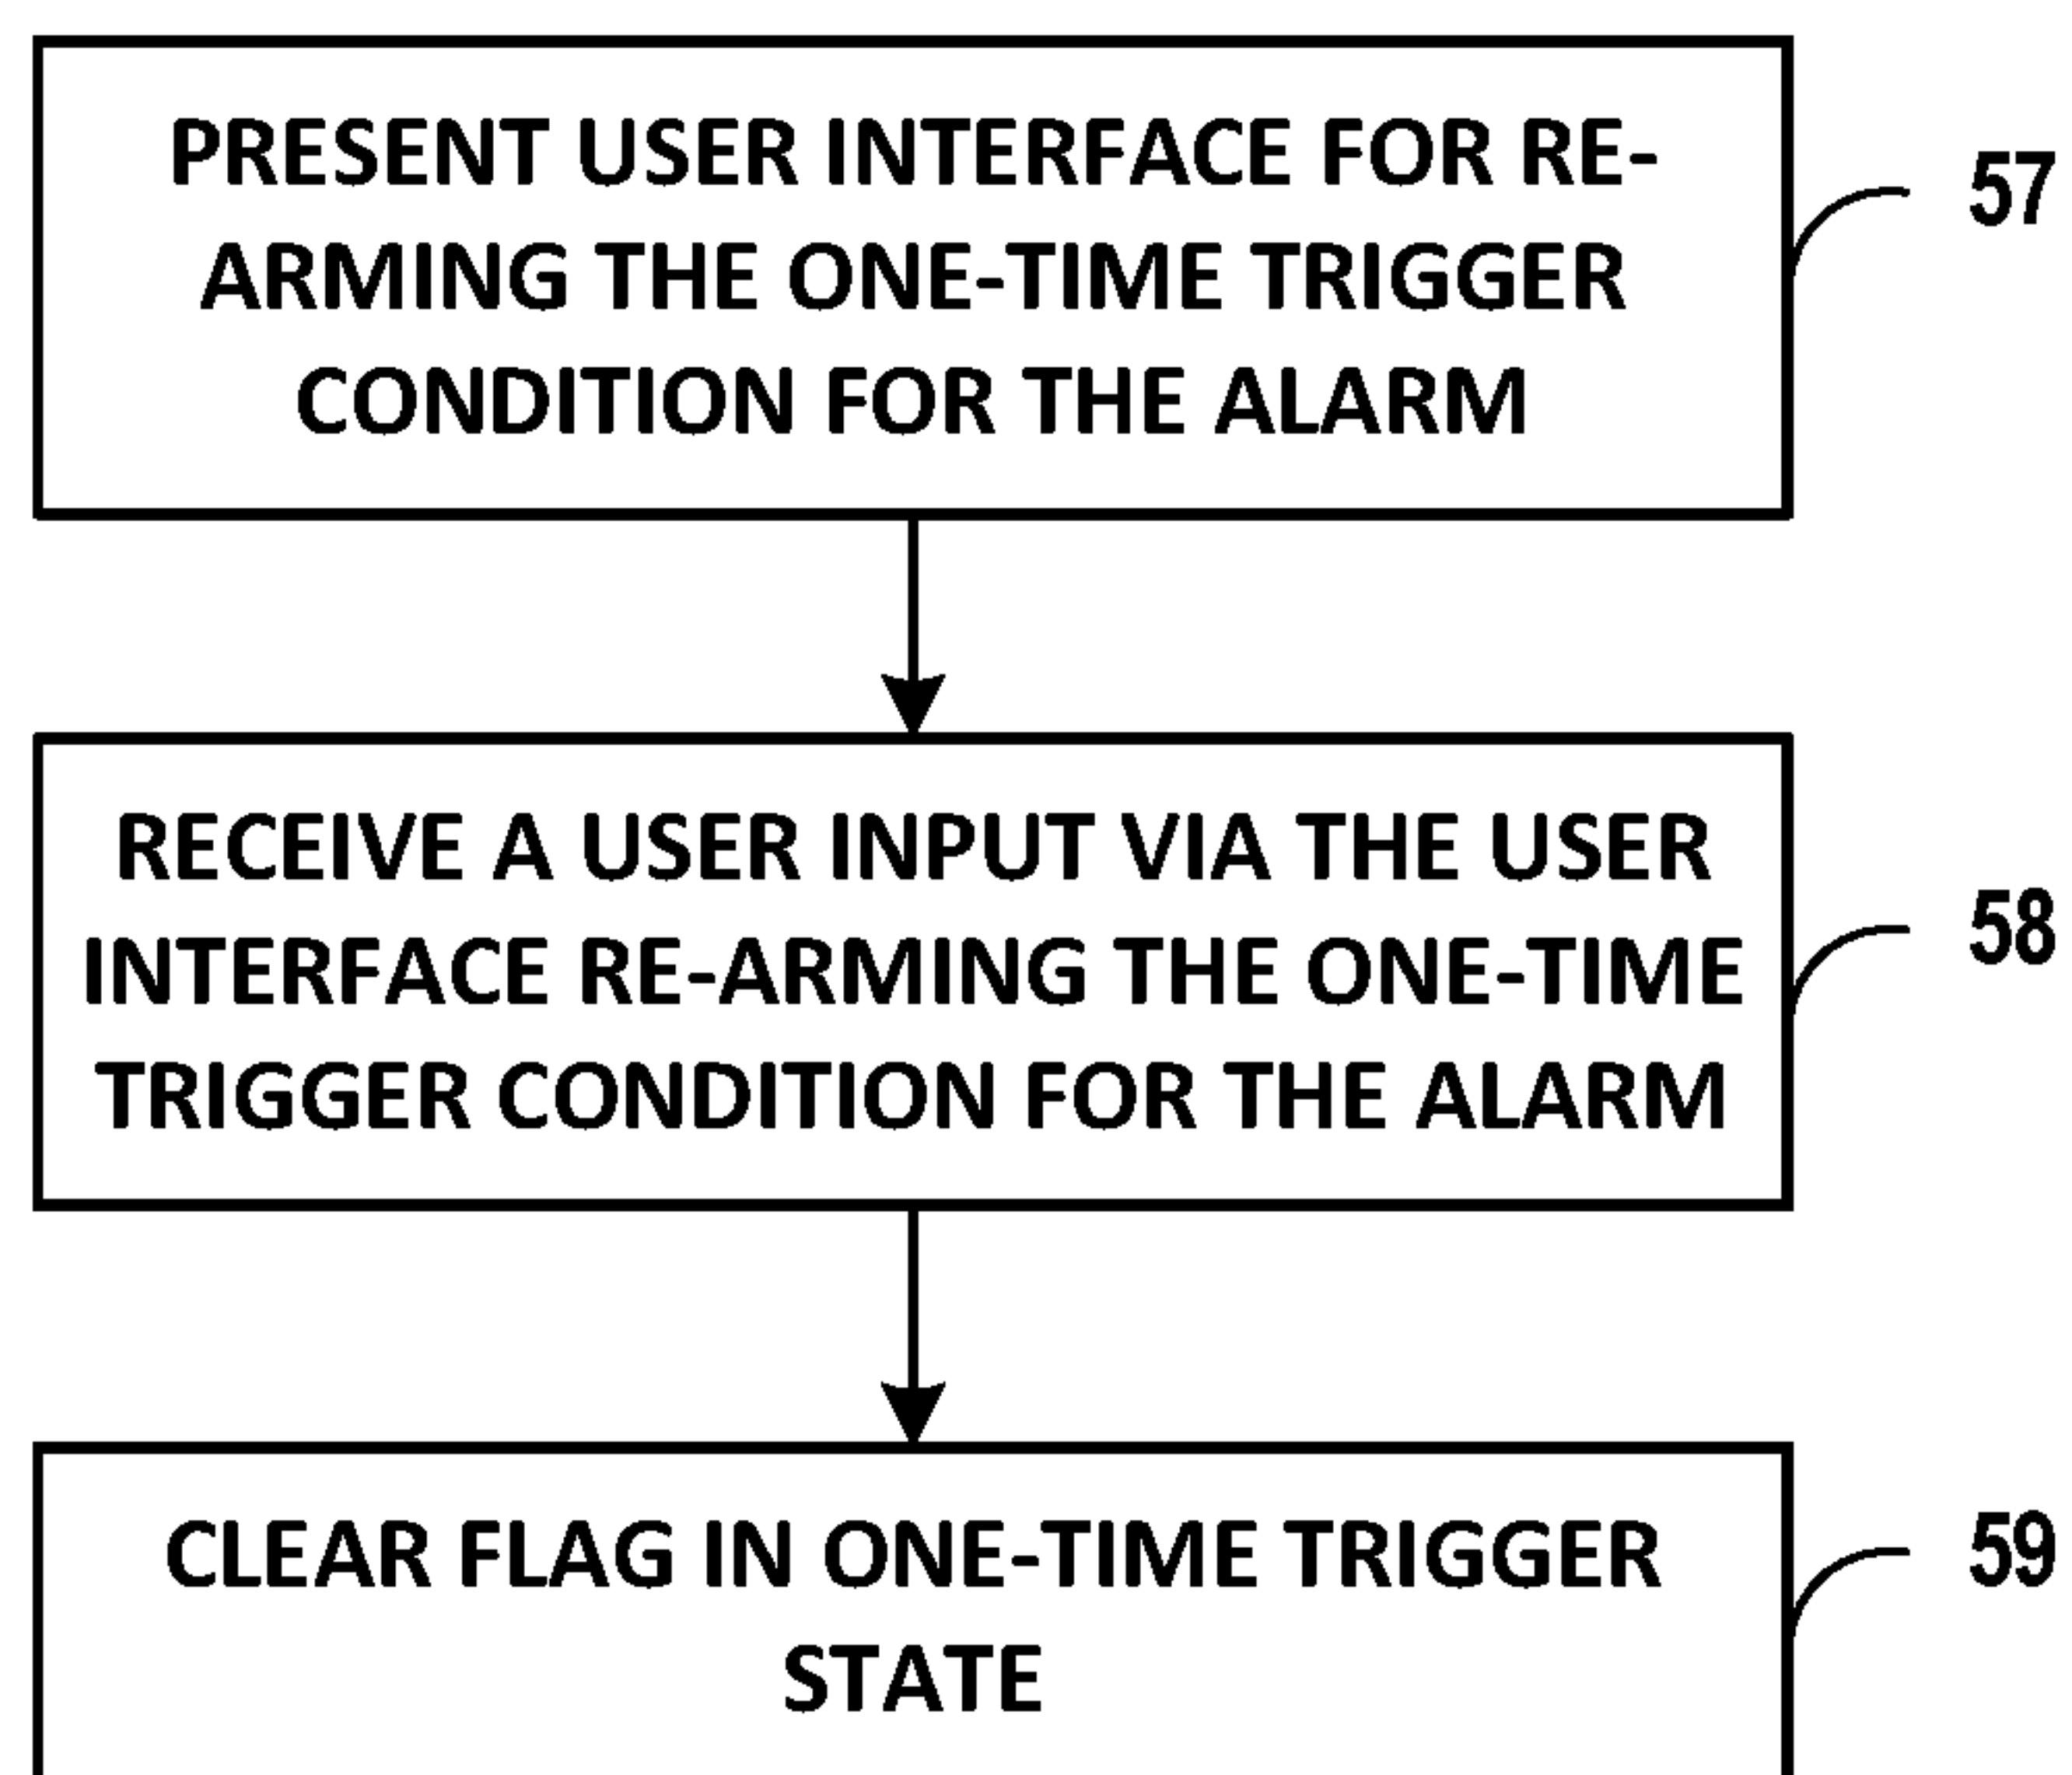 PRESENT USER INTERFACE FOR RE-
ARMING THE ONE-TIME TRIGGER
CONDITION FOR THE ALARM
57
RECEIVE A USER INPUT VIA THE USER
INTERFACE RE-ARMING THE ONE-TIME
TRIGGER CONDITION FOR THE ALARM
58
CLEAR FLAG IN ONE-TIME TRIGGER
STATE
59